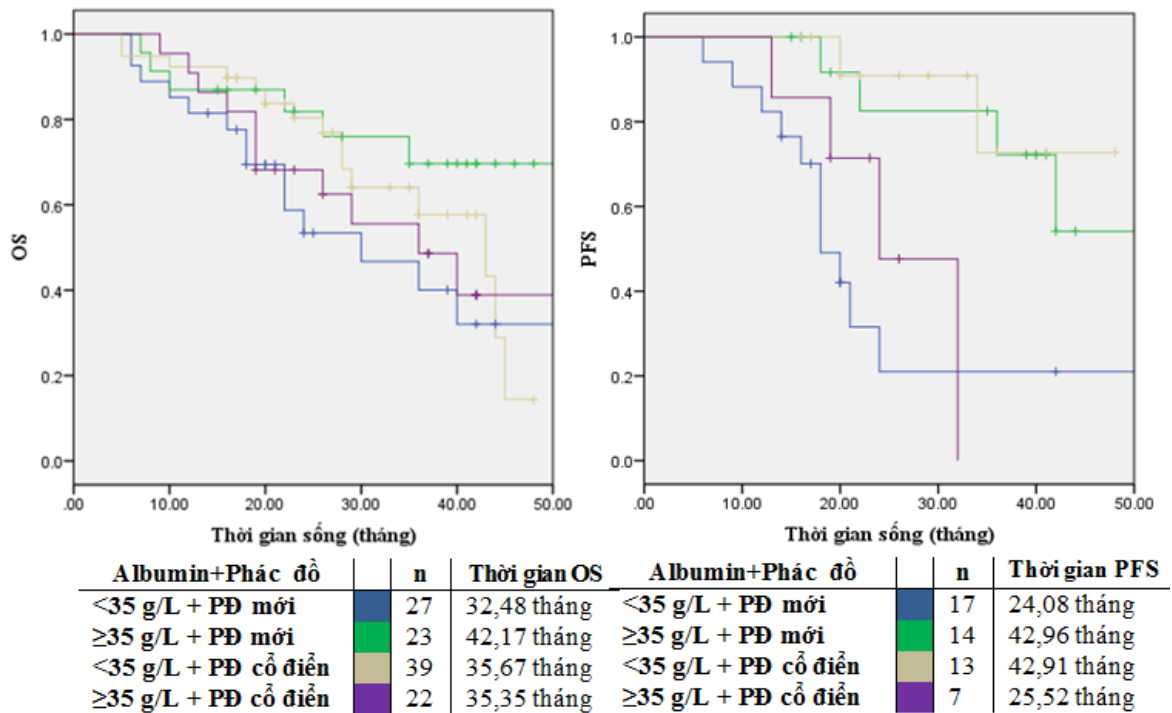 OS
1.0
0.8
0.6
0.4
0.2
0.0
.00 10.00 20.00 30.00 40.00 50.00
Thời gian sống (tháng)
PFS
1.0
0.8
0.6
0.4
0.2
0.0
.00 10.00 20.00 30.00 40.00 50.00
Thời gian sống (tháng)
Albumin+Phác đồ n Thời gian OS
<35 g/L + PĐ mới 27 32,48 tháng
≥35 g/L + PĐ mới 23 42,17 tháng
<35 g/L + PĐ cổ điển 39 35,67 tháng
≥35 g/L + PĐ cổ điển 22 35,35 tháng
Albumin+Phác đồ n Thời gian PFS
<35 g/L + PĐ mới 17 24,08 tháng
≥35 g/L + PĐ mới 14 42,96 tháng
<35 g/L + PĐ cổ điển 13 42,91 tháng
≥35 g/L + PĐ cổ điển 7 25,52 tháng